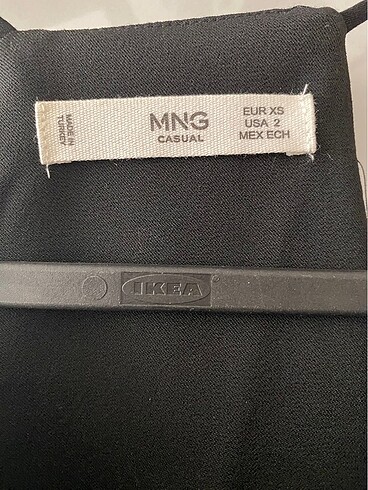 MADE IN
TURKEY
MNG
CASUAL
EUR XS
USA 2
MEX ECH
IKEA